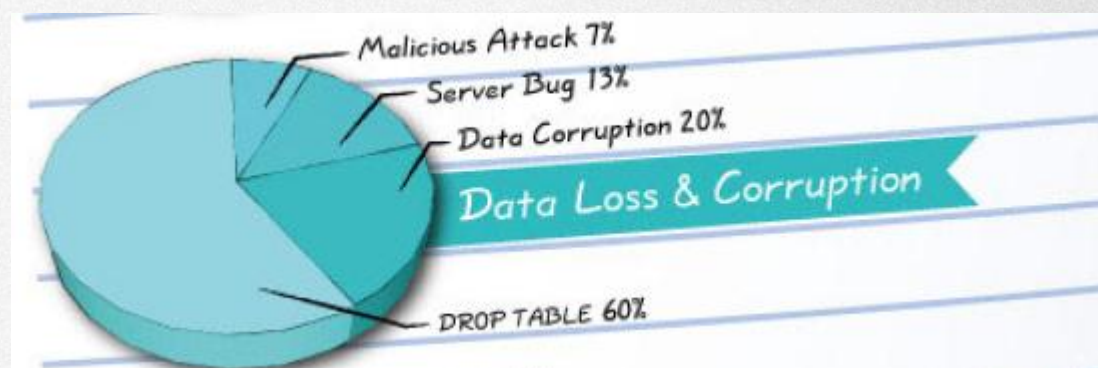 Malicious Attack 7%
Server Bug 13%
Data Corruption 20%
Data Loss & Corruption
DROP TABLE 60%